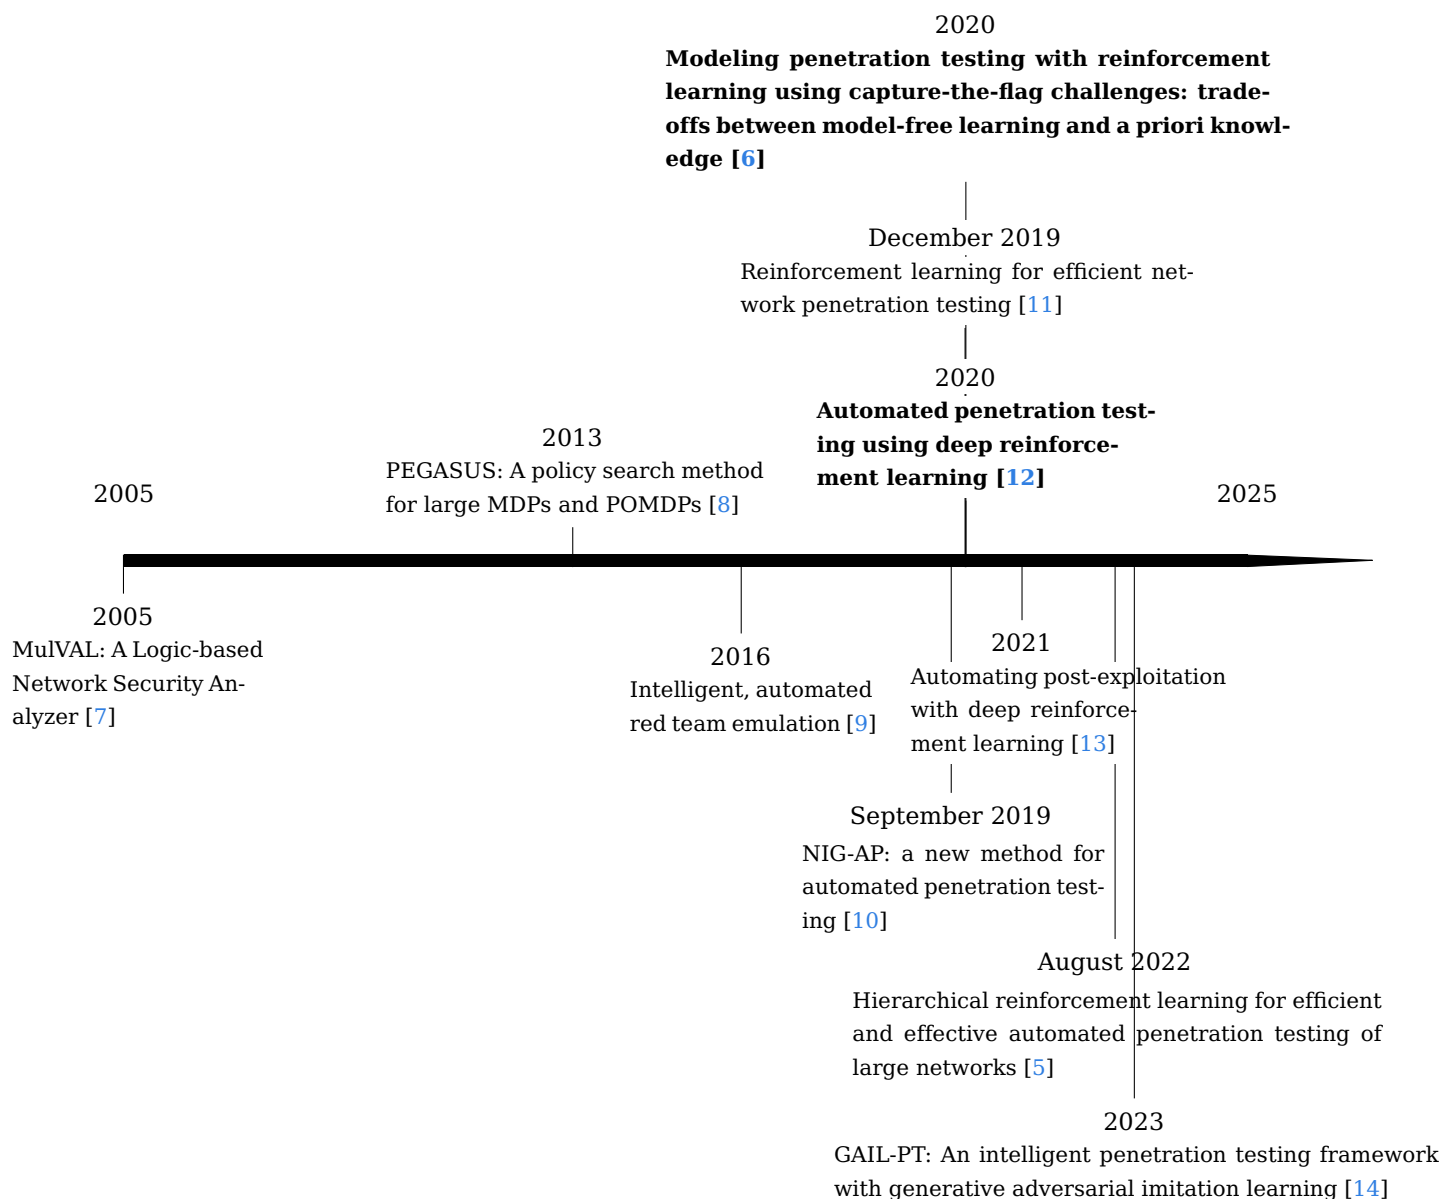 2020
Modeling penetration testing with reinforcement
learning using capture-the-flag challenges: trade-
offs between model-free learning and a priori knowl-
edge [6]
December 2019
Reinforcement learning for efficient net-
work penetration testing [11]
2020
Automated penetration test-
ing using deep reinforce-
ment learning [12]
2013
PEGASUS: A policy search method
for large MDPs and POMDPs [8]
2005
2025
2005
MulVAL: A Logic-based
Network Security An-
alyzer [7]
2016
Intelligent, automated
red team emulation [9]
2021
Automating post-exploitation
with deep reinforce-
ment learning [13]
September 2019
NIG-AP: a new method for
automated penetration test-
ing [10]
August 2022
Hierarchical reinforcement learning for efficient
and effective automated penetration testing of
large networks [5]
2023
GAIL-PT: An intelligent penetration testing framework
with generative adversarial imitation learning [14]